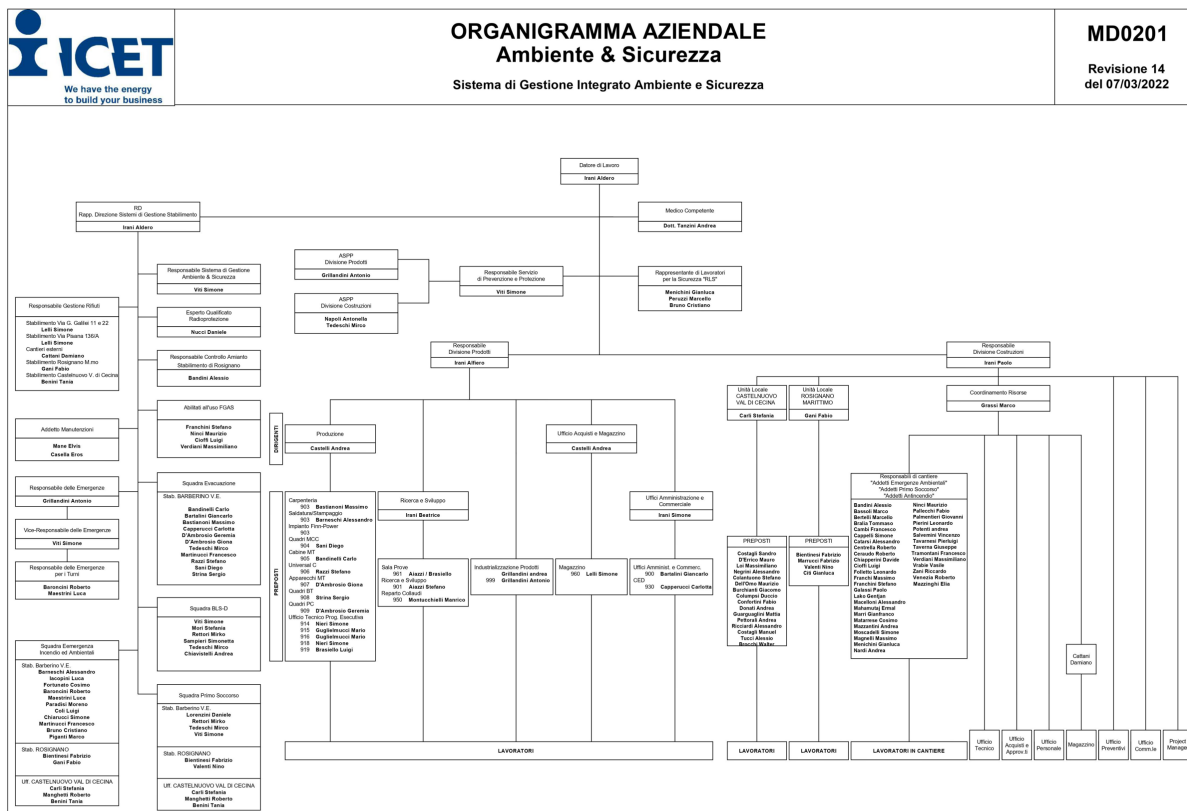 iICET
We have the energy
to build your business
ORGANIGRAMMA AZIENDALE
Ambiente & Sicurezza
Sistema di Gestione Integrato Ambiente e Sicurezza
MD0201
Revisione 14
del 07/03/2022
Datore di Lavoro
Irani Aldero
RD
Rapp. Direzione Sistemi di Gestione Stabilimento
Irani Aldero
Medico Competente
Dott. Tanzini Andrea
ASPP
Divisione Prodotti
Grillandini Antonio
ASPP
Divisione Costruzioni
Napoli Antonella
Tedeschi Mirco
Responsabile Servizio
di Prevenzione e Protezione
Viti Simone
Rappresentante di Lavoratori
per la Sicurezza "RLS"
Menichini Gianluca
Peruzzi Marcello
Bruno Cristiano
Responsabile Sistema di Gestione
Ambiente & Sicurezza
Viti Simone
Esperto Qualificato
Radioprotezione
Nucci Daniele
Responsabile Controllo Amianto
Stabilimento di Rosignano
Bandini Alessio
Abilitati all'uso FGAS
Franchini Stefano
Ninci Maurizio
Cioffi Luigi
Verdiani Massimiliano
Responsabile Gestione Rifiuti
Stabilimento Via G. Galilei 11 e 22
Lelli Simone
Stabilimento Via Pisana 136/A
Lelli Simone
Cantieri esterni
Cattani Damiano
Stabilimento Rosignano M.mo
Gani Fabio
Stabilimento Castelnuovo V. di Cecina
Benini Tania
Addetto Manutenzioni
Mane Elvis
Casella Eros
Responsabile delle Emergenze
Grillandini Antonio
Vice-Responsabile delle Emergenze
Viti Simone
Responsabile delle Emergenze
per i Turni
Baroncini Roberto
Maestrini Luca
Squadra Eemergenza
Incendio ed Ambientali
Stab. Barberino V.E.
Barneschi Alessandro
Iacopini Luca
Fortunato Cosimo
Baroncini Roberto
Maestrini Luca
Paradisi Moreno
Coli Luigi
Chiarucci Simone
Martinucci Francesco
Bruno Cristiano
Piganti Marco
Stab. ROSIGNANO
Bientinesi Fabrizio
Gani Fabio
Uff. CASTELNUOVO VAL DI CECINA
Carli Stefania
Manghetti Roberto
Benini Tania
Squadra Evacuazione
Stab. BARBERINO V.E.
Bandinelli Carlo
Bartalini Giancarlo
Bastianoni Massimo
Capperucci Carlotta
D'Ambrosio Geremia
D'Ambrosio Giona
Tedeschi Mirco
Martinucci Francesco
Razzi Stefano
Sani Diego
Strina Sergio
Squadra BLS-D
Viti Simone
Mori Stefania
Rettori Mirko
Sampieri Simonetta
Tedeschi Mirco
Chiavistelli Andrea
Squadra Primo Soccorso
Stab. Barberino V.E.
Lorenzini Daniele
Rettori Mirko
Tedeschi Mirco
Viti Simone
Stab. ROSIGNANO
Bientinesi Fabrizio
Valenti Nino
Uff. CASTELNUOVO VAL DI CECINA
Carli Stefania
Manghetti Roberto
Benini Tania
Responsabile
Divisione Prodotti
Irani Alfiero
DIRIGENTI
Produzione
Castelli Andrea
Ufficio Acquisti e Magazzino
Castelli Andrea
PREPOSTI
Carpenteria
903 Bastianoni Massimo
Saldatura/Stampaggio
903 Barneschi Alessandro
Impianto Finn-Power
903
Quadri MCC
904 Sani Diego
Cabine MT
905 Bandinelli Carlo
Universal C
906 Razzi Stefano
Apparecchi MT
907 D'Ambrosio Giona
Quadri BT
908 Strina Sergio
Quadri PC
909 D'Ambrosio Geremia
Ufficio Tecnico Prog. Esecutiva
914 Nieri Simone
915 Guglielmucci Mario
916 Guglielmucci Mario
918 Nieri Simone
919 Brasiello Luigi
Ricerca e Sviluppo
Irani Beatrice
Sala Prove
961 Aiazzi / Brasiello
Ricerca e Sviluppo
901 Aiazzi Stefano
Reparto Collaudi
950 Montucchielli Manrico
Industrializzazione Prodotti
Grillandini andrea
999 Grillandini Antonio
Magazzino
960 Lelli Simone
Uffici Amministrazione e
Commerciale
Irani Simone
Uffici Amminist. e Commerc.
900 Bartalini Giancarlo
CED
930 Capperucci Carlotta
LAVORATORI
Responsabile
Divisione Costruzioni
Irani Paolo
Unità Locale
CASTELNUOVO
VAL DI CECINA
Carli Stefania
Unità Locale
ROSIGNANO
MARITTIMO
Gani Fabio
Coordinamento Risorse
Grassi Marco
PREPOSTI
Costagli Sandro
D'Errico Mauro
Loi Massimiliano
Negrini Alessandro
Colantuono Stefano
Dell'Omo Maurizio
Burchianti Giacomo
Columpsi Duccio
Confortini Fabio
Donati Andrea
Guarguaglini Mattia
Pettorali Andrea
Ricciardi Alessandro
Costagli Manuel
Tucci Alessio
Brocchi Walter
PREPOSTI
Bientinesi Fabrizio
Marrucci Fabrizio
Valenti Nino
Citi Gianluca
Responsabili di cantiere
"Addetti Emergenze Ambientali"
"Addetti Primo Soccorso"
"Addetti Antincendio"
Bandini Alessio
Bassoli Marco
Bertelli Marcello
Bralia Tommaso
Cambi Francesco
Cappelli Simone
Catarsi Alessandro
Centrella Roberto
Ceraudo Roberto
Chiapperini Davide
Cioffi Luigi
Folletto Leonardo
Franchi Massimo
Franchini Stefano
Galassi Paolo
Lako Gentjan
Macelloni Alessandro
Mahamutaj Ermal
Marri Gianfranco
Matarrese Cosimo
Mazzantini Andrea
Moscadelli Simone
Magnelli Massimo
Menichini Gianluca
Nardi Andrea
Ninci Maurizio
Pallecchi Fabio
Palmentieri Giovanni
Pierini Leonardo
Potenti andrea
Salvemini Vincenzo
Tavarnesi Pierluigi
Taverna Giuseppe
Tramontani Francesco
Verdiani Massimiliano
Vrabie Vasile
Zani Riccardo
Venezia Roberto
Mazzinghi Elia
Cattani
Damiano
LAVORATORI
LAVORATORI
LAVORATORI IN CANTIERE
Ufficio
Tecnico
Ufficio
Acquisti e
Approv.ti
Ufficio
Personale
Magazzino
Ufficio
Preventivi
Ufficio
Comm.le
Project
Manager